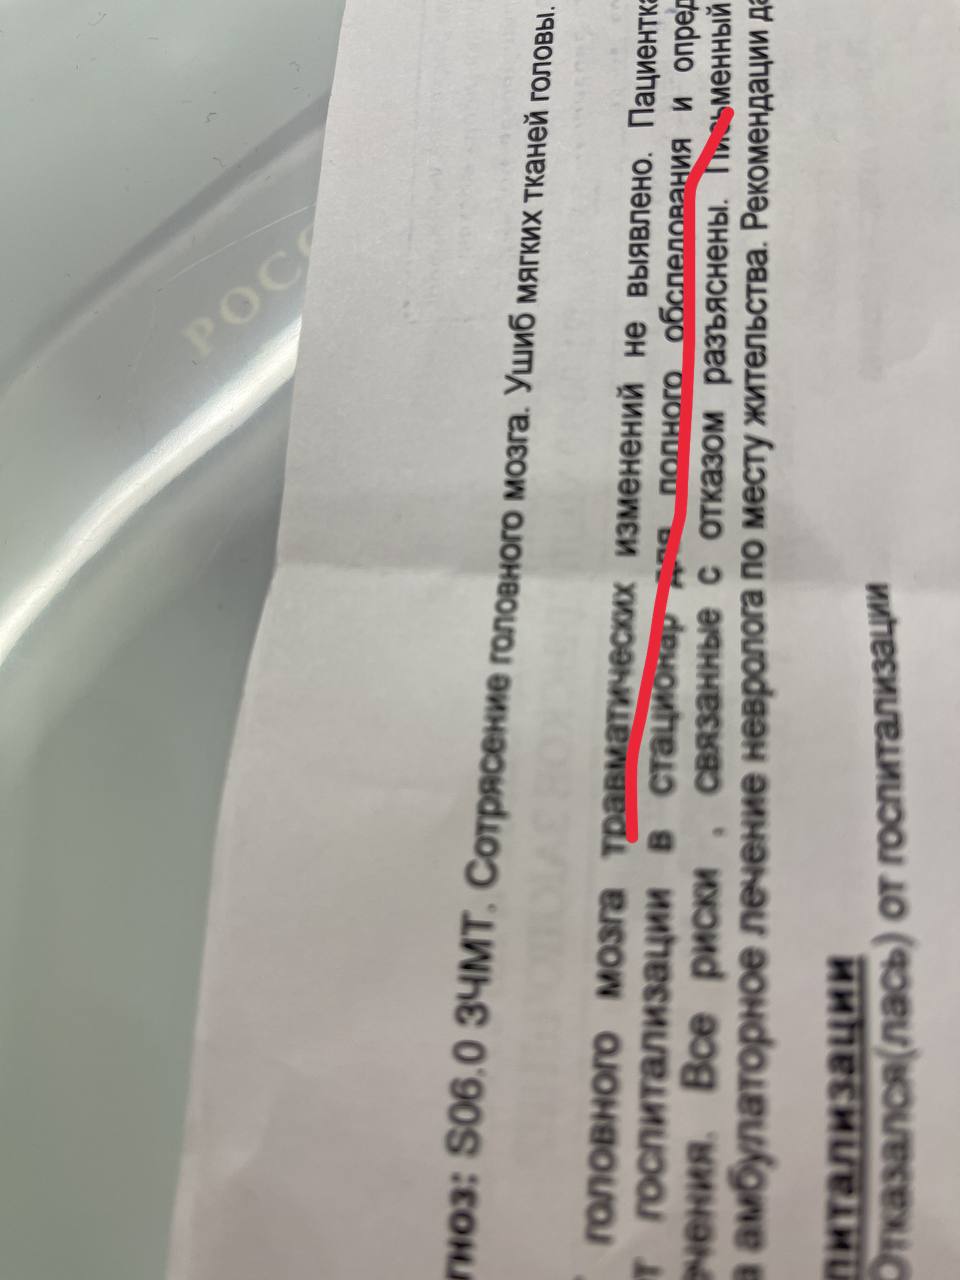 РОСС
гноз: S06.0 ЗЧМТ. Сотрясение головного мозга. Ушиб мягких тканей головы.
головного мозга травматических изменений не выявлено. Пациентка
т госпитализации в стационар для полного обследования и опред
чения. Все риски , связанные с отказом разъяснены. Письменный
а амбулаторное лечение невролога по месту жительства. Рекомендации да
питализации
Отказался(лась) от госпитализации